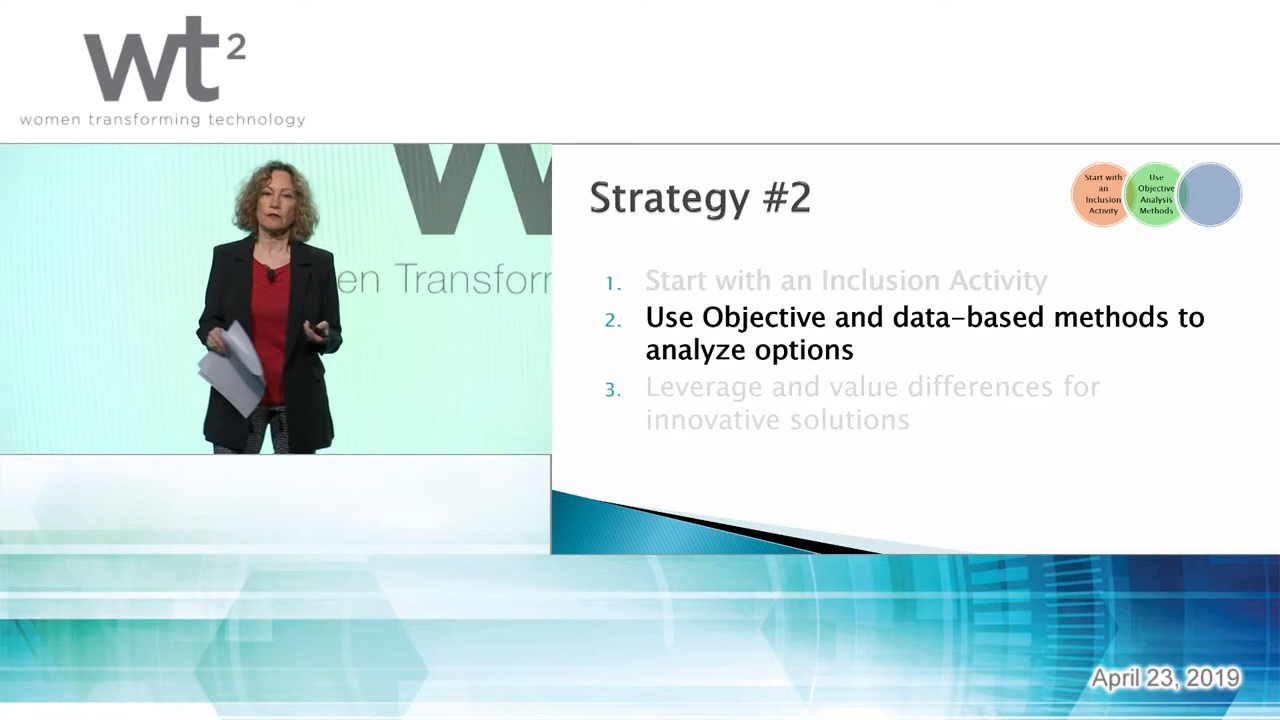 wt2
women transforming technology
en Transfor
Strategy #2
Start with
an
Inclusion
Activity
Use
Objective
Analysis
Methods
1. Start with an Inclusion Activity
2. Use Objective and data-based methods to
analyze options
3. Leverage and value differences for
innovative solutions
April 23, 2019